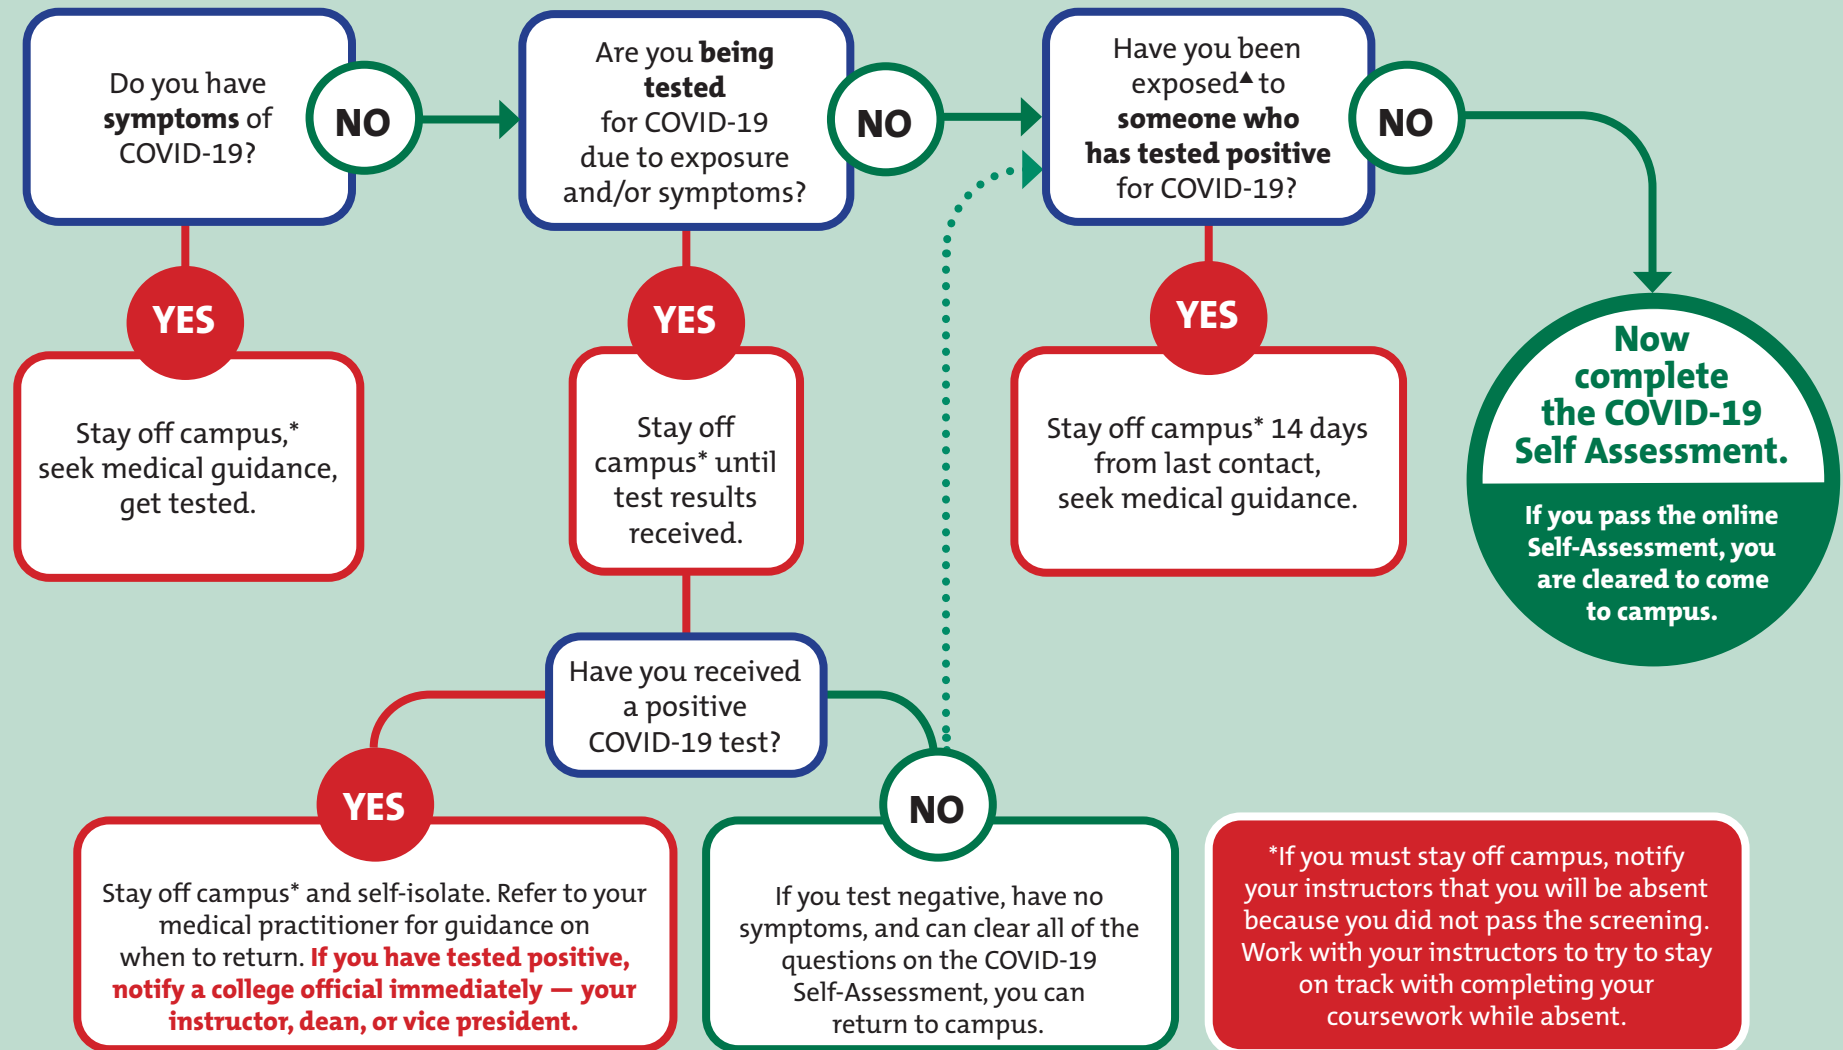 Do you have
symptoms of
COVID-19?
NO
Are you being
tested
for COVID-19
due to exposure
and/or symptoms?
NO
Have you been
exposed▲ to
someone who
has tested positive
for COVID-19?
NO
YES
Stay off campus,*
seek medical guidance,
get tested.
YES
Stay off
campus* until
test results
received.
YES
Stay off campus* 14 days
from last contact,
seek medical guidance.
Now
complete
the COVID-19
Self Assessment.
If you pass the online
Self-Assessment, you
are cleared to come
to campus.
Have you received
a positive
COVID-19 test?
YES
Stay off campus* and self-isolate. Refer to your
medical practitioner for guidance on
when to return. If you have tested positive,
notify a college official immediately — your
instructor, dean, or vice president.
NO
If you test negative, have no
symptoms, and can clear all of the
questions on the COVID-19
Self-Assessment, you can
return to campus.
*If you must stay off campus, notify
your instructors that you will be absent
because you did not pass the screening.
Work with your instructors to try to stay
on track with completing your
coursework while absent.